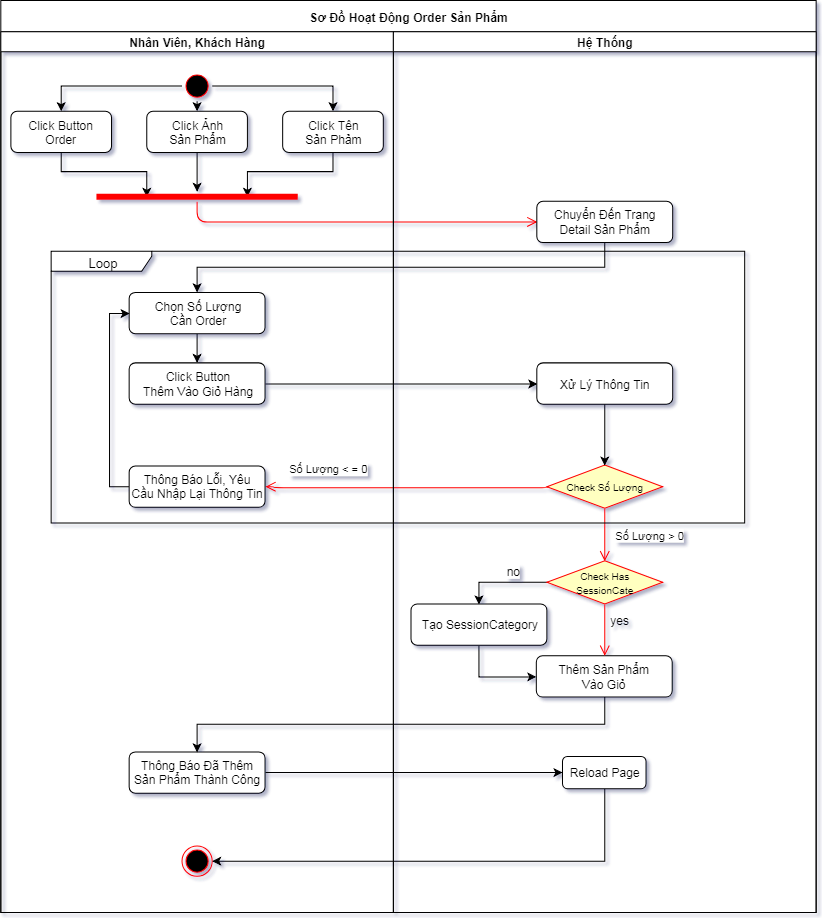 Sơ Đồ Hoạt Động Order Sản Phẩm
Nhân Viên, Khách Hàng
Hệ Thống
Click Button
Order
Click Ảnh
Sản Phẩm
Click Tên
Sản Phẩm
Chuyển Đến Trang
Detail Sản Phẩm
Loop
Chọn Số Lượng
Cần Order
Click Button
Thêm Vào Giỏ Hàng
Xử Lý Thông Tin
Số Lượng < = 0
Thông Báo Lỗi, Yêu
Cầu Nhập Lại Thông Tin
Check Số Lượng
Số Lượng > 0
no
Check Has
SessionCate
yes
Tạo SessionCategory
Thêm Sản Phẩm
Vào Giỏ
Thông Báo Đã Thêm
Sản Phẩm Thành Công
Reload Page